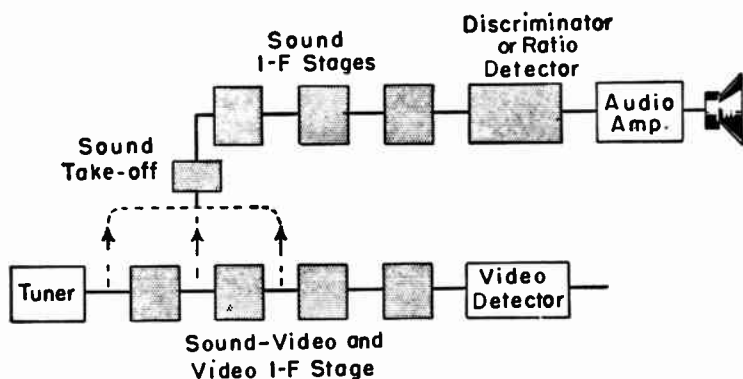 Sound
I-F Stages
Discriminator
or Ratio
Detector
Audio
Amp.
Sound
Take-off
Tuner
Video
Detector
Sound-Video and
Video I-F Stage